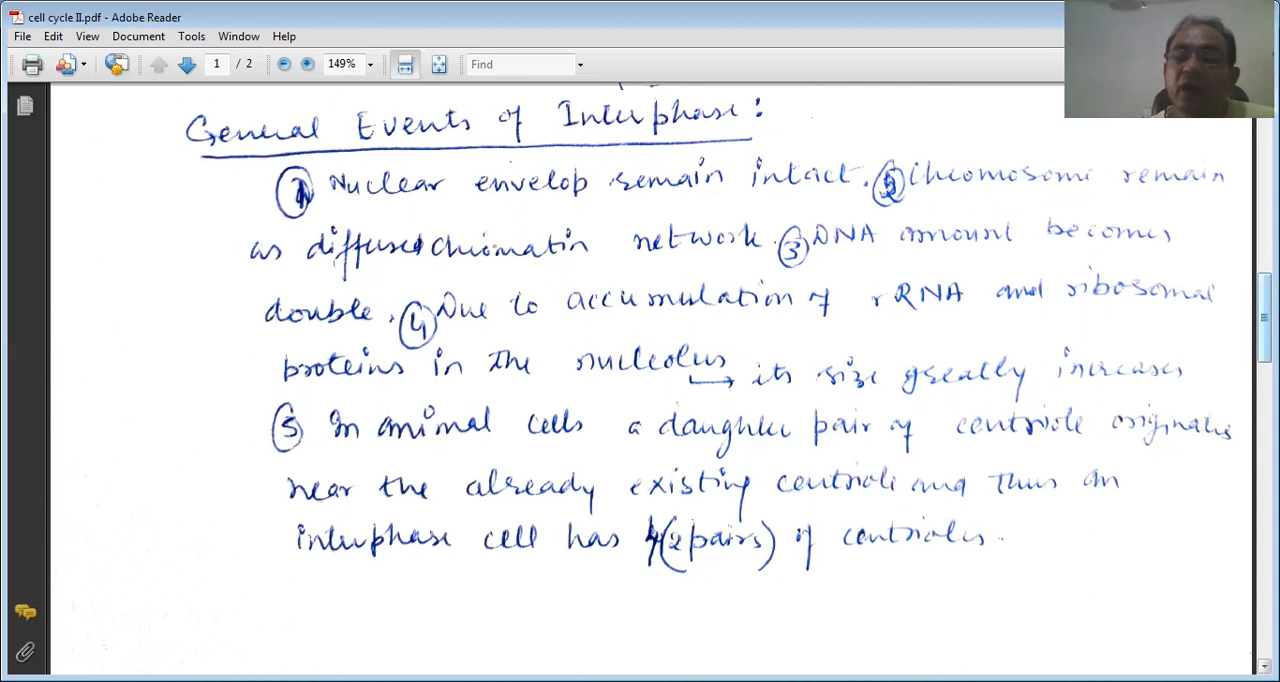 cell cycle II.pdf - Adobe Reader
File Edit View Document Tools Window Help
1 / 2 149% Find
General Events of Interphase:
① Nuclear envelop remain intact. ② Chromosome remain
as diffused chromatin network. ③ DNA amount becomes
double. ④ Due to accumulation of rRNA and ribosomal
proteins in the nucleolus → its size greatly increases
⑤ In animal cells a daughter pair of centriole originates
near the already existing centriole and thus an
interphase cell has 4(2 pairs) of centrioles.